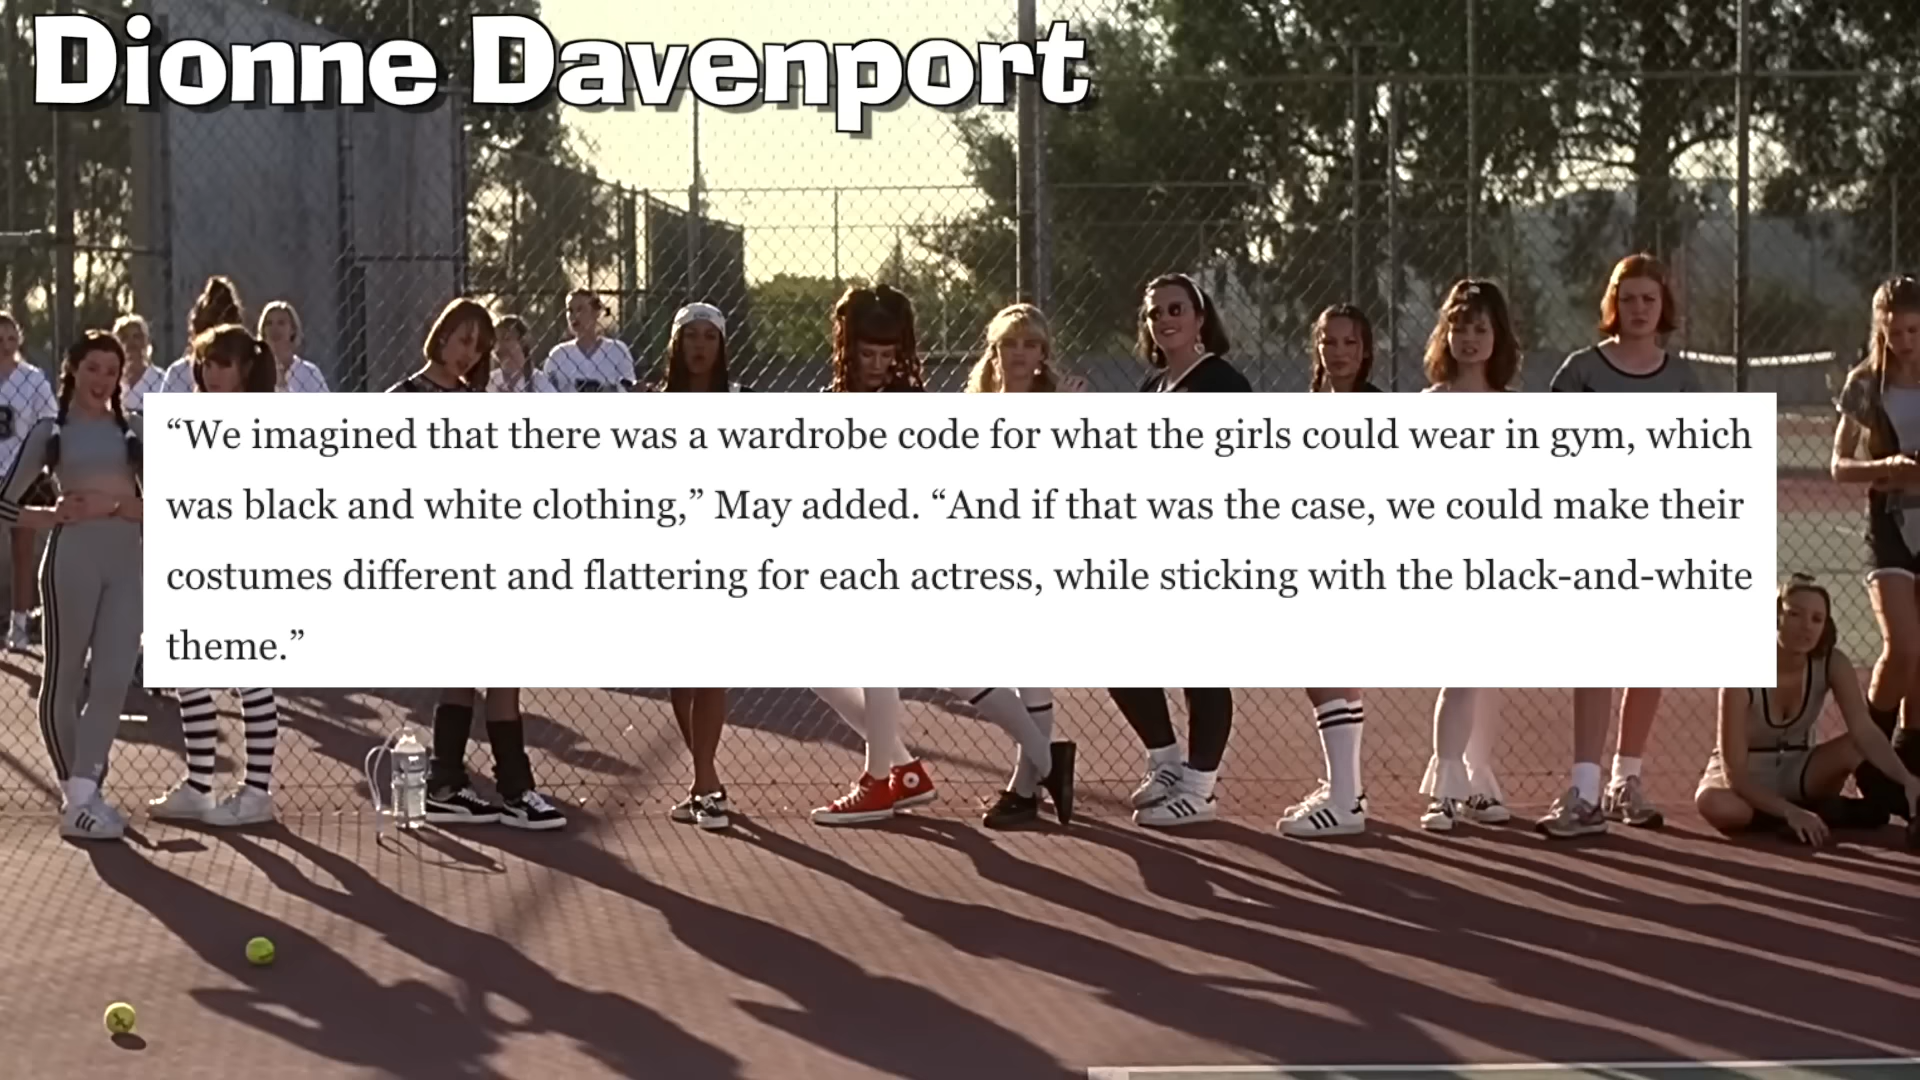 Dionne Davenport
“We imagined that there was a wardrobe code for what the girls could wear in gym, which
was black and white clothing,” May added. “And if that was the case, we could make their
costumes different and flattering for each actress, while sticking with the black-and-white
theme.”